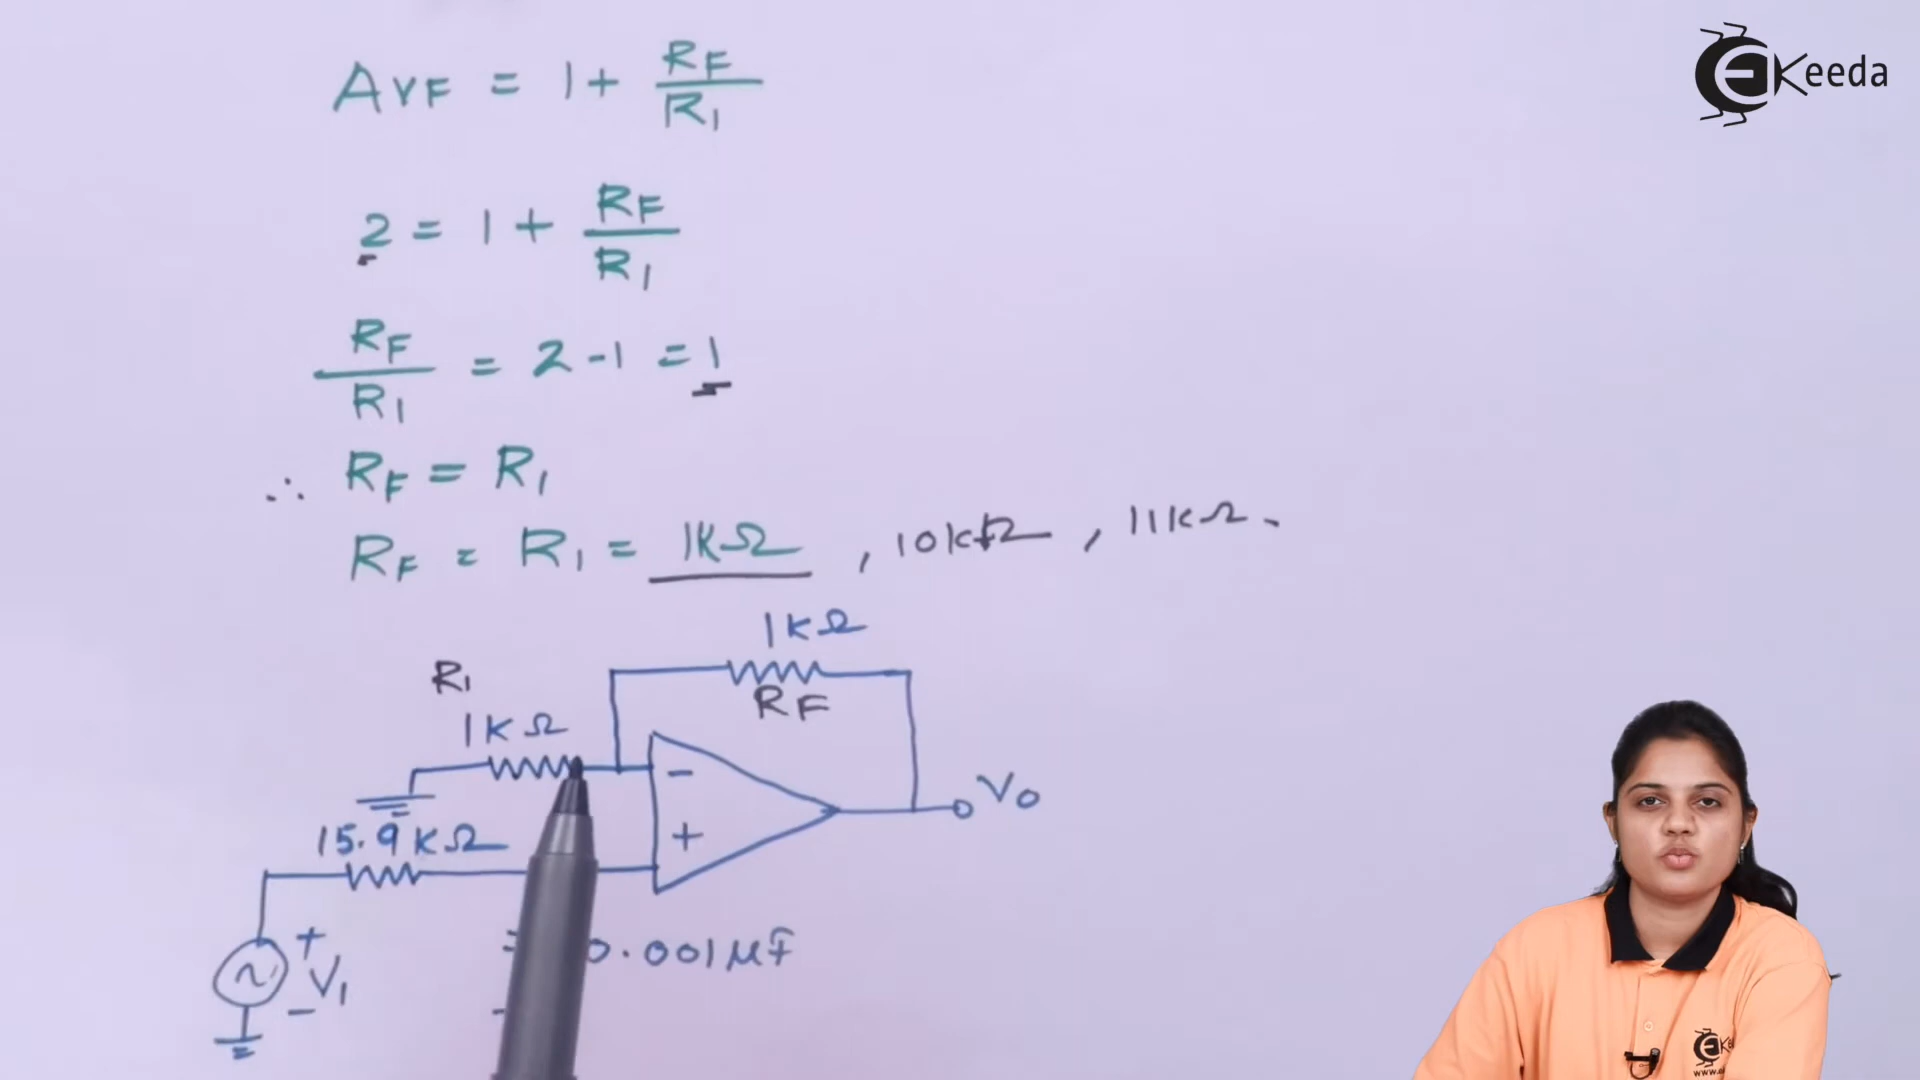 EKeeda
AVF = 1 + RF/R1
2 = 1 + RF/R1
RF/R1 = 2 - 1 = 1
∴ RF = R1
RF = R1 = 1KΩ , 10KΩ , 11KΩ.
1KΩ
R1
RF
1KΩ
-
Vo
15.9KΩ
+
+
V1
-
0.001μF